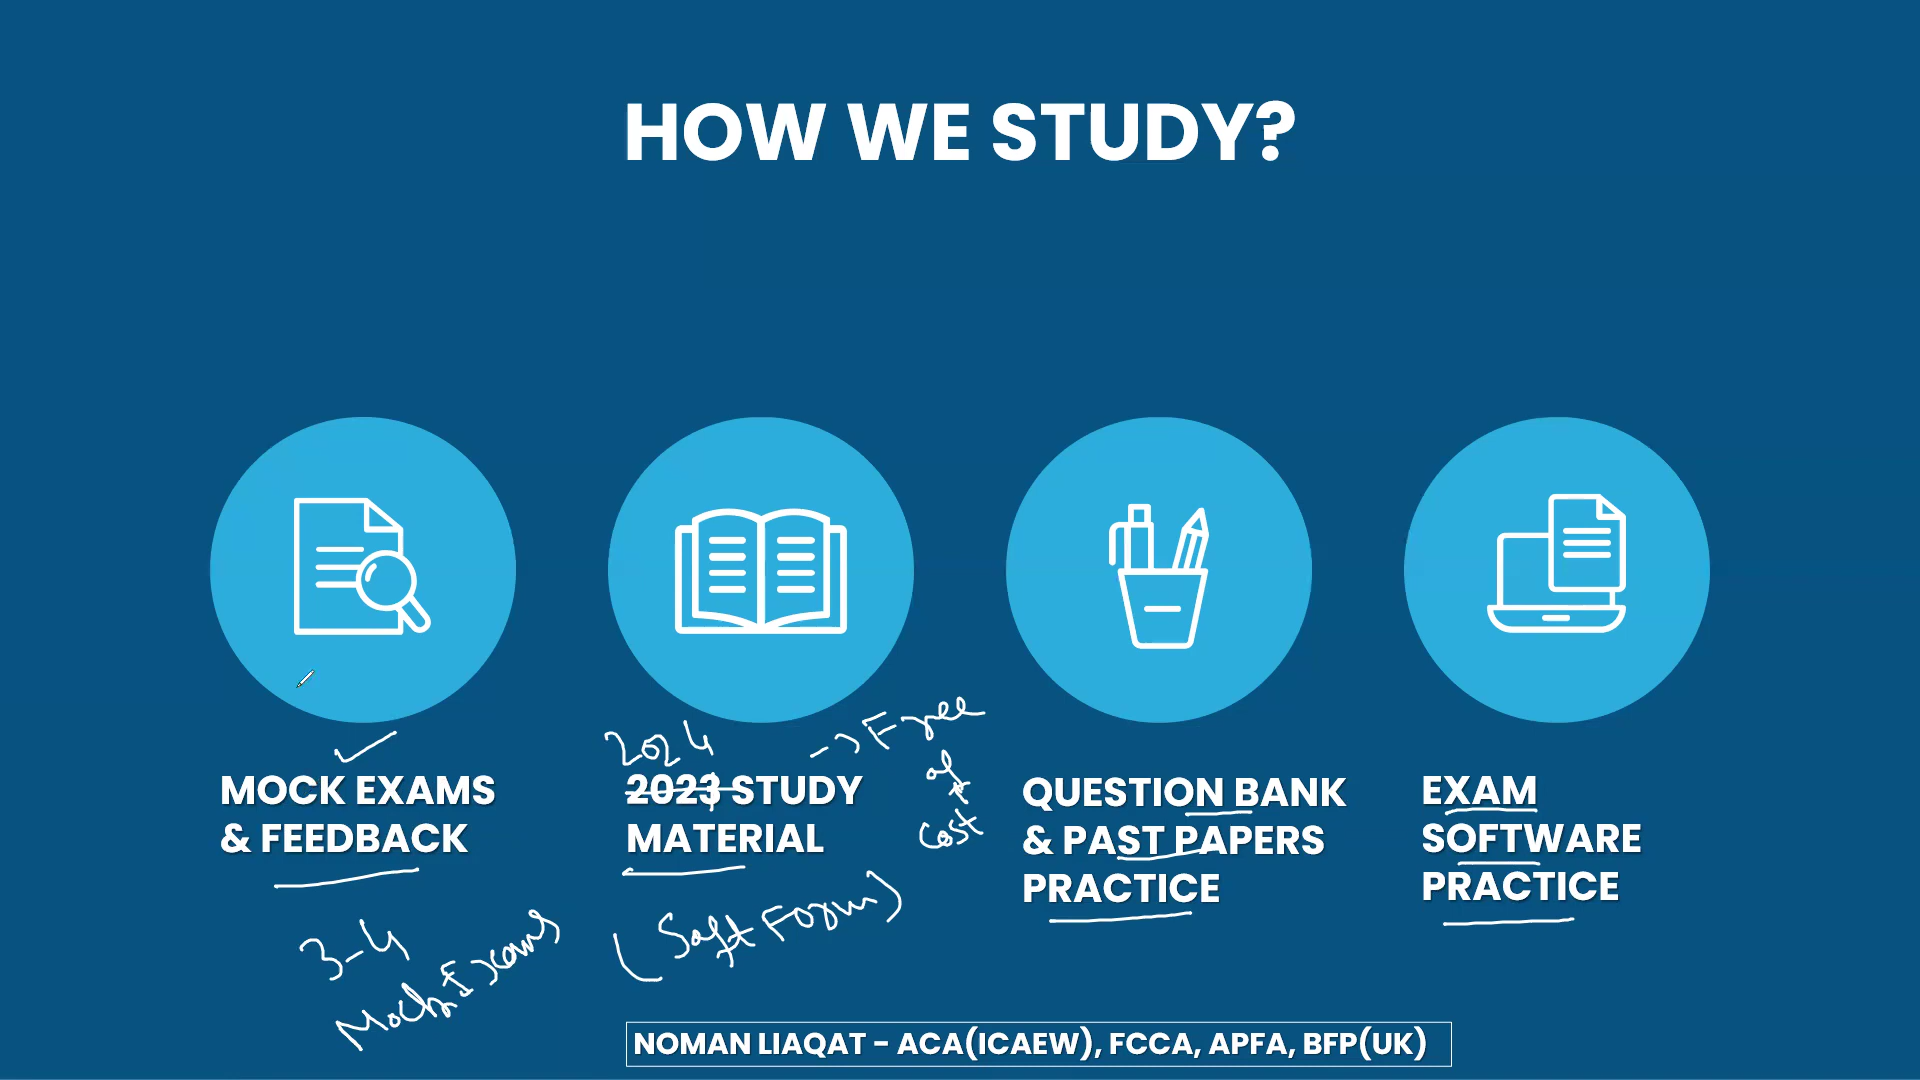 HOW WE STUDY?
MOCK EXAMS
& FEEDBACK
3-4
Mock Exams
2024
2023 STUDY
MATERIAL
(Soft Form)
-> Free
of
Cost
QUESTION BANK
& PAST PAPERS
PRACTICE
EXAM
SOFTWARE
PRACTICE
NOMAN LIAQAT - ACA(ICAEW), FCCA, APFA, BFP(UK)